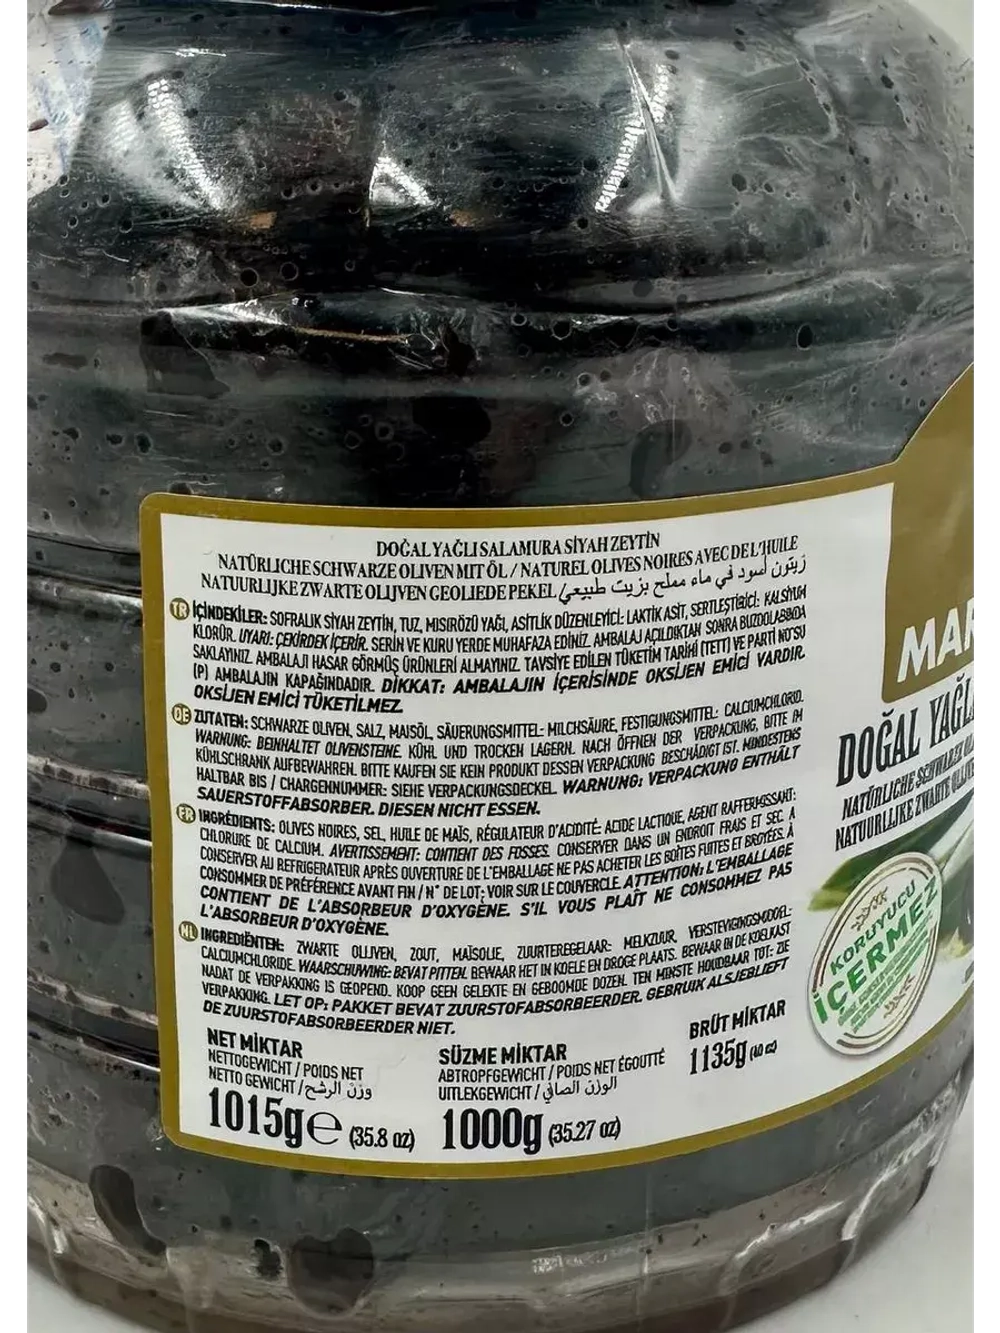 DOĞAL YAĞLI SALAMURA SİYAH ZEYTİN
NATÜRLICHE SCHWARZE OLIVEN MIT ÖL / NATUREL OLIVES NOIRES AVEC DE L'HUILE
NATUURLIJKE ZWARTE OLIJVEN GEOLIEDE PEKEL / زيتون أسود في ماء مملح بزيت طبيعي
TR İÇİNDEKİLER: SOFRALIK SİYAH ZEYTİN, TUZ, MISIRÖZÜ YAĞI, ASİTLİK DÜZENLEYİCİ: LAKTİK ASİT, SERTLEŞTİRİCİ: KALSİYUM
KLORÜR. UYARI: ÇEKİRDEK İÇERİR. SERİN VE KURU YERDE MUHAFAZA EDİNİZ. AMBALAJ AÇILDIKTAN SONRA BUZDOLABINDA
SAKLAYINIZ. AMBALAJI HASAR GÖRMÜŞ ÜRÜNLERİ ALMAYINIZ. TAVSİYE EDİLEN TÜKETİM TARİHİ (TETT) VE PARTİ NO'SU
(P) AMBALAJIN KAPAĞINDADIR. DİKKAT: AMBALAJIN İÇERİSİNDE OKSİJEN EMİCİ VARDIR.
OKSİJEN EMİCİ TÜKETİLMEZ.
DE ZUTATEN: SCHWARZE OLIVEN, SALZ, MAISÖL, SÄUERUNGSMITTEL: MILCHSÄURE, FESTIGUNGSMITTEL: CALCIUMCHLORID.
WARNUNG: BEINHALTET OLIVENSTEINE. KÜHL UND TROCKEN LAGERN. NACH ÖFFNEN DER VERPACKUNG, BITTE IM
KÜHLSCHRANK AUFBEWAHREN. BITTE KAUFEN SIE KEIN PRODUKT DESSEN VERPACKUNG BESCHÄDIGT IST. MINDESTENS
HALTBAR BIS / CHARGENNUMMER: SIEHE VERPACKUNGSDECKEL. WARNUNG: VERPACKUNG ENTHÄLT
SAUERSTOFFABSORBER. DIESEN NICHT ESSEN.
FR INGRÉDIENTS: OLIVES NOIRES, SEL, HUILE DE MAÏS, RÉGULATEUR D'ACIDITÉ: ACIDE LACTIQUE, AGENT RAFFERMISSANT:
CHLORURE DE CALCIUM. AVERTISSEMENT: CONTIENT DES FOSSES. CONSERVER DANS UN ENDROIT FRAIS ET SEC. A
CONSERVER AU REFRIGERATEUR APRÈS OUVERTURE DE L'EMBALLAGE NE PAS ACHETER LES BOÎTES FUITES ET BROYÉES. À
CONSOMMER DE PRÉFÉRENCE AVANT FIN / N° DE LOT: VOIR SUR LE COUVERCLE. ATTENTION: L'EMBALLAGE
CONTIENT DE L'ABSORBEUR D'OXYGÈNE. S'IL VOUS PLAÎT NE CONSOMMEZ PAS
L'ABSORBEUR D'OXYGÈNE.
NL INGREDIËNTEN: ZWARTE OLIJVEN, ZOUT, MAÏSOLIE, ZUURTEREGELAAR: MELKZUUR, VERSTEVIGINGSMIDDEL:
CALCIUMCHLORIDE. WAARSCHUWING: BEVAT PITTEN. BEWAAR HET IN KOELE EN DROGE PLAATS. BEWAAR IN DE KOELKAST
NADAT DE VERPAKKING IS GEOPEND. KOOP GEEN GELEKTE EN GEBOOMDE DOZEN. TEN MINSTE HOUDBAAR TOT: ZIE
VERPAKKING. LET OP: PAKKET BEVAT ZUURSTOFABSORBEERDER. GEBRUIK ALSJEBLIEFT
DE ZUURSTOFABSORBEERDER NIET.
NET MİKTAR
NETTOGEWICHT / POIDS NET
NETTO GEWICHT / وزن الرشح
1015g e (35.8 oz)
SÜZME MİKTAR
ABTROPFGEWICHT / POIDS NET ÉGOUTTÉ
UITLEKGEWICHT / الوزن الصافي
1000g (35.27 oz)
BRÜT MİKTAR
1135g (40 oz)
MAR
DOĞAL YAĞL
NATÜRLICHE SCHWARZE OL
NATUURLIJKE ZWARTE OLIJVE
KORUYUCU
İÇERMEZ